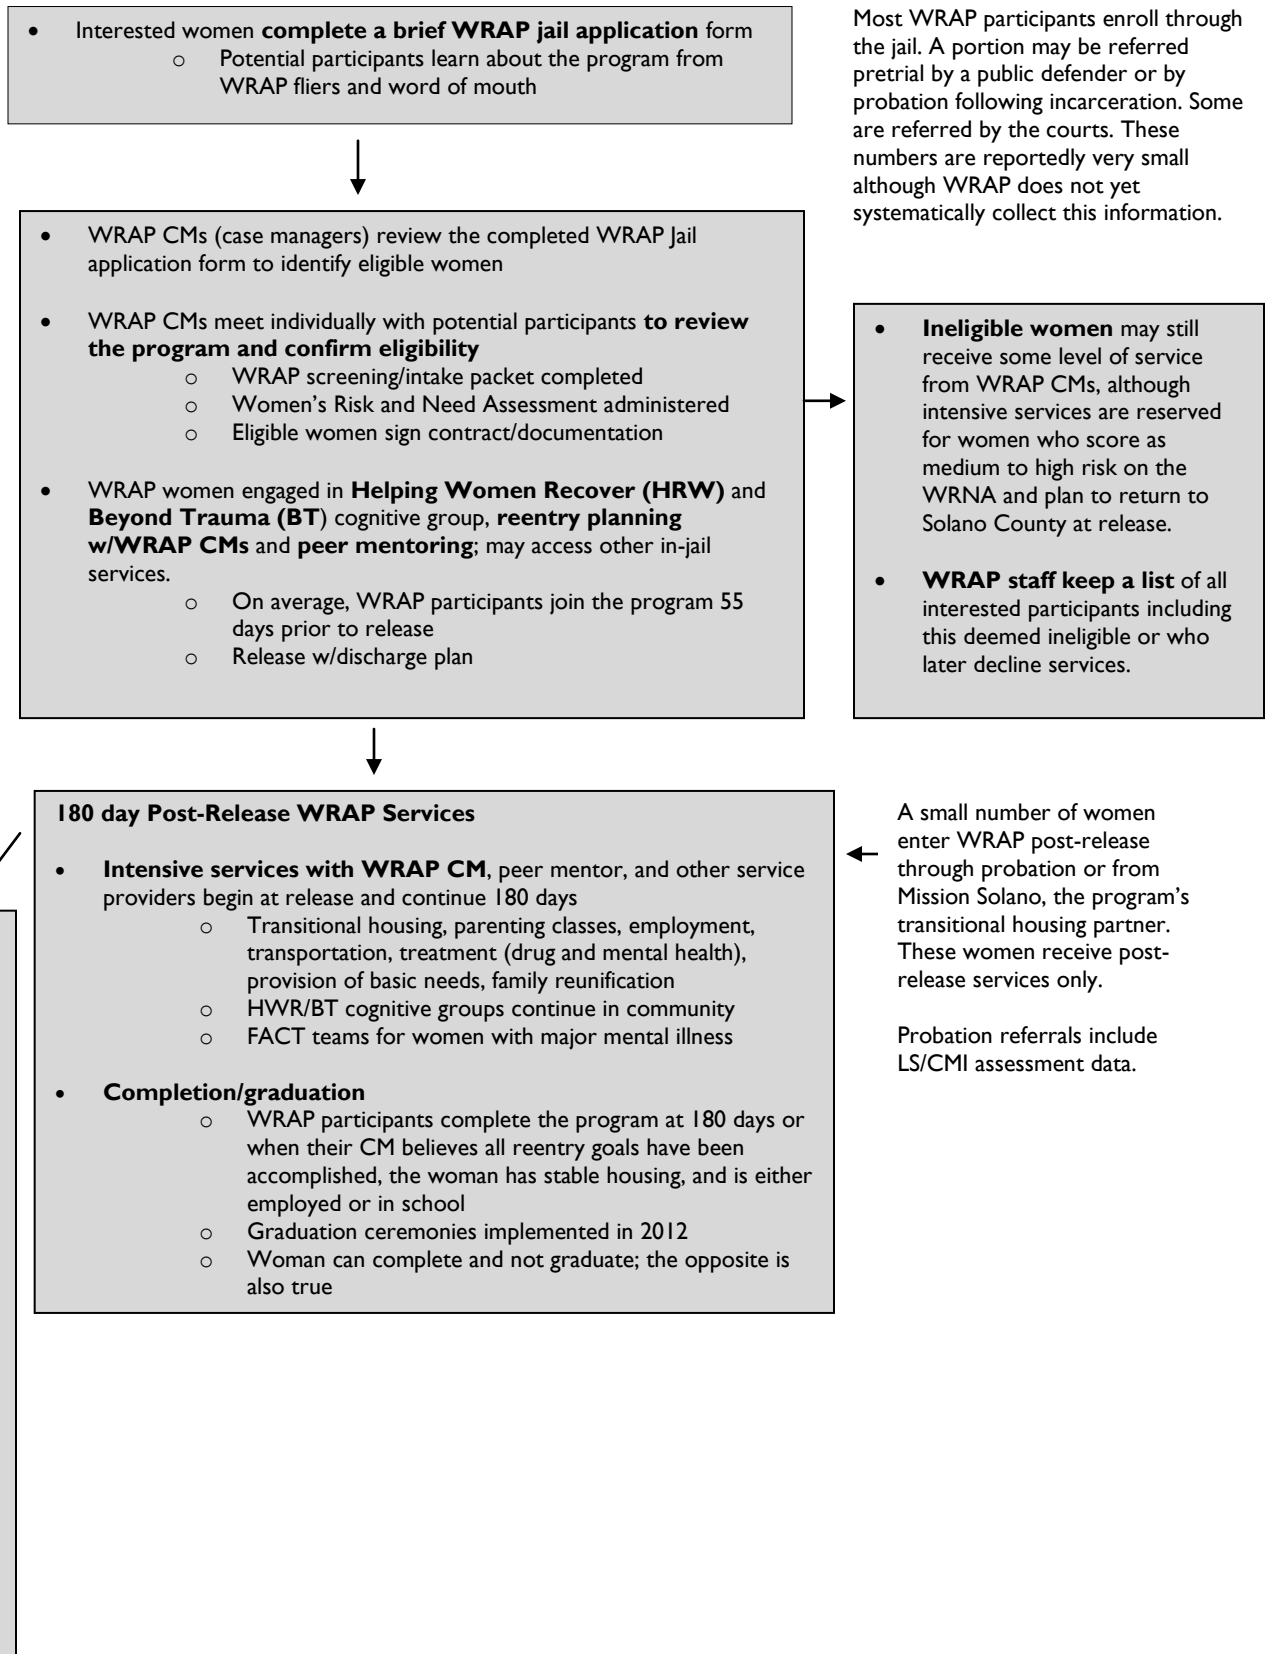 • Interested women complete a brief WRAP jail application form
o Potential participants learn about the program from
WRAP fliers and word of mouth
Most WRAP participants enroll through
the jail. A portion may be referred
pretrial by a public defender or by
probation following incarceration. Some
are referred by the courts. These
numbers are reportedly very small
although WRAP does not yet
systematically collect this information.
• WRAP CMs (case managers) review the completed WRAP Jail
application form to identify eligible women
• WRAP CMs meet individually with potential participants to review
the program and confirm eligibility
o WRAP screening/intake packet completed
o Women's Risk and Need Assessment administered
o Eligible women sign contract/documentation
• WRAP women engaged in Helping Women Recover (HRW) and
Beyond Trauma (BT) cognitive group, reentry planning
w/WRAP CMs and peer mentoring; may access other in-jail
services.
o On average, WRAP participants join the program 55
days prior to release
o Release w/discharge plan
• Ineligible women may still
receive some level of service
from WRAP CMs, although
intensive services are reserved
for women who score as
medium to high risk on the
WRNA and plan to return to
Solano County at release.
• WRAP staff keep a list of all
interested participants including
this deemed ineligible or who
later decline services.
180 day Post-Release WRAP Services
• Intensive services with WRAP CM, peer mentor, and other service
providers begin at release and continue 180 days
o Transitional housing, parenting classes, employment,
transportation, treatment (drug and mental health),
provision of basic needs, family reunification
o HWR/BT cognitive groups continue in community
o FACT teams for women with major mental illness
• Completion/graduation
o WRAP participants complete the program at 180 days or
when their CM believes all reentry goals have been
accomplished, the woman has stable housing, and is either
employed or in school
o Graduation ceremonies implemented in 2012
o Woman can complete and not graduate; the opposite is
also true
A small number of women
enter WRAP post-release
through probation or from
Mission Solano, the program's
transitional housing partner.
These women receive post-
release services only.
Probation referrals include
LS/CMI assessment data.